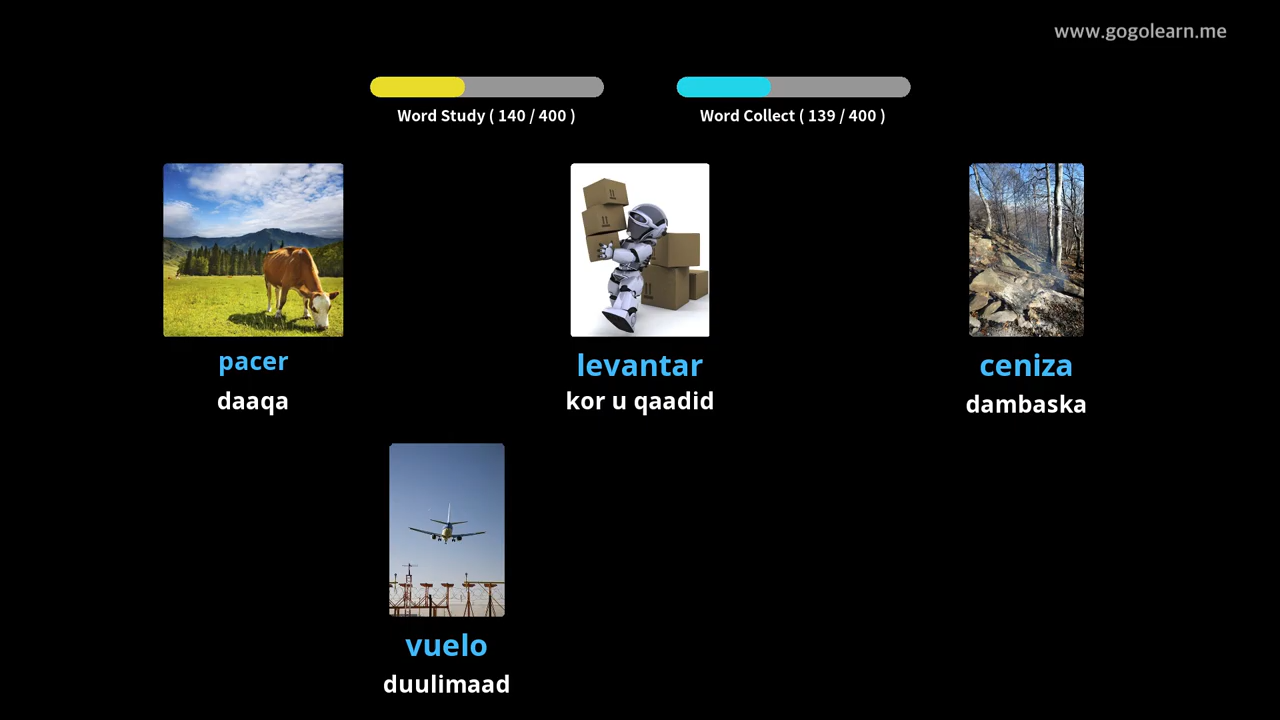 www.gogolearn.me
Word Study ( 140 / 400 )
Word Collect ( 139 / 400 )
pacer
levantar
ceniza
daaqa
kor u qaadid
dambaska
vuelo
duulimaad